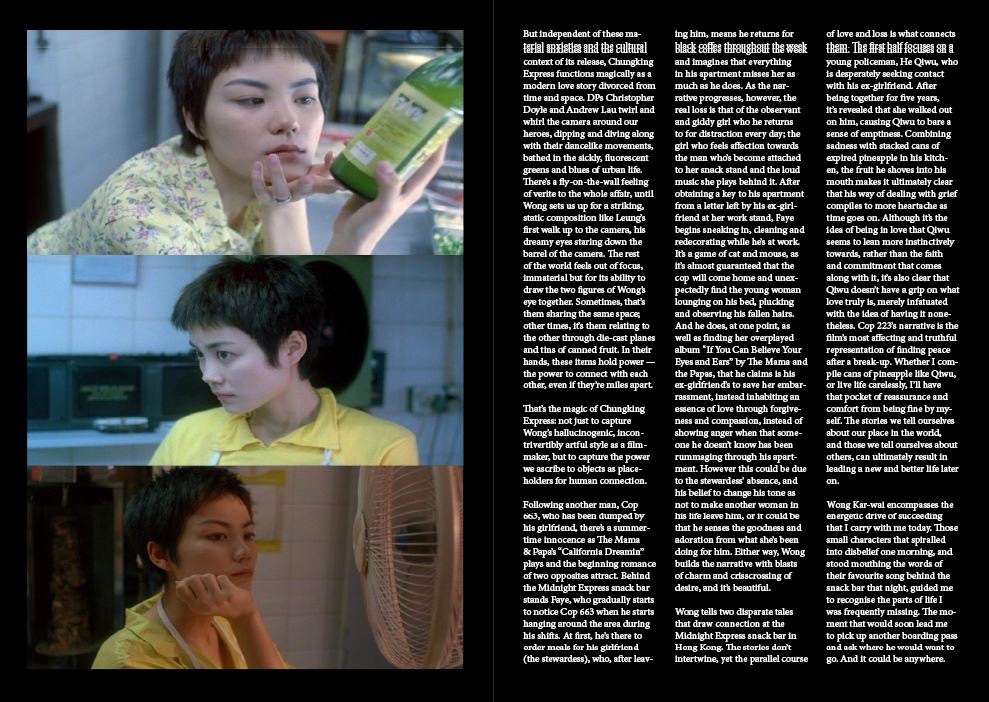 But independent of these ma-
terial anxieties and the cultural
context of its release, Chungking
Express functions magically as a
modern love story divorced from
time and space. DPs Christopher
Doyle and Andrew Lau twirl and
whirl the camera around our
heroes, dipping and diving along
with their dancelike movements,
bathed in the sickly, fluorescent
greens and blues of urban life.
There's a fly-on-the-wall feeling
of verite to the whole affair, until
Wong sets us up for a striking,
static composition like Leung's
first walk up to the camera, his
dreamy eyes staring down the
barrel of the camera. The rest
of the world feels out of focus,
immaterial but for its ability to
draw the two figures of Wong's
eye together. Sometimes, that's
them sharing the same space;
other times, it's them relating to
the other through die-cast planes
and tins of canned fruit. In their
hands, these items hold power —
the power to connect with each
other, even if they're miles apart.
That's the magic of Chungking
Express: not just to capture
Wong's hallucinogenic, incon-
trivertibly artful style as a film-
maker, but to capture the power
we ascribe to objects as place-
holders for human connection.
Following another man, Cop
663, who has been dumped by
his girlfriend, there's a summer-
time innocence as The Mama
& Papa's "California Dreamin"
plays and the beginning romance
of two opposites attract. Behind
the Midnight Express snack bar
stands Faye, who gradually starts
to notice Cop 663 when he starts
hanging around the area during
his shifts. At first, he's there to
order meals for his girlfriend
(the stewardess), who, after leav-
ing him, means he returns for
black coffee throughout the week
and imagines that everything
in his apartment misses her as
much as he does. As the nar-
rative progresses, however, the
real loss is that of the observant
and giddy girl who he returns
to for distraction every day; the
girl who feels affection towards
the man who's become attached
to her snack stand and the loud
music she plays behind it. After
obtaining a key to his apartment
from a letter left by his ex-girl-
friend at her work stand, Faye
begins sneaking in, cleaning and
redecorating while he's at work.
It's a game of cat and mouse, as
it's almost guaranteed that the
cop will come home and unex-
pectedly find the young woman
lounging on his bed, plucking
and observing his fallen hairs.
And he does, at one point, as
well as finding her overplayed
album "If You Can Believe Your
Eyes and Ears" by The Mama and
the Papas, that he claims is his
ex-girlfriend's to save her embar-
rassment, instead inhabiting an
essence of love through forgive-
ness and compassion, instead of
showing anger when that some-
one he doesn't know has been
rummaging through his apart-
ment. However this could be due
to the stewardess' absence, and
his belief to change his tone as
not to make another woman in
his life leave him, or it could be
that he senses the goodness and
adoration from what she's been
doing for him. Either way, Wong
builds the narrative with blasts
of charm and crisscrossing of
desire, and it's beautiful.
Wong tells two disparate tales
that draw connection at the
Midnight Express snack bar in
Hong Kong. The stories don't
intertwine, yet the parallel course
of love and loss is what connects
them. The first half focuses on a
young policeman, He Qiwu, who
is desperately seeking contact
with his ex-girlfriend. After
being together for five years,
it's revealed that she walked out
on him, causing Qiwu to bare a
sense of emptiness. Combining
sadness with stacked cans of
expired pineapple in his kitch-
en, the fruit he shoves into his
mouth makes it ultimately clear
that his way of dealing with grief
compiles to more heartache as
time goes on. Although it's the
idea of being in love that Qiwu
seems to lean more instinctively
towards, rather than the faith
and commitment that comes
along with it, it's also clear that
Qiwu doesn't have a grip on what
love truly is, merely infatuated
with the idea of having it none-
theless. Cop 223's narrative is the
film's most affecting and truthful
representation of finding peace
after a break-up. Whether I com-
pile cans of pineapple like Qiwu,
or live life carelessly, I'll have
that pocket of reassurance and
comfort from being fine by my-
self. The stories we tell ourselves
about our place in the world,
and those we tell ourselves about
others, can ultimately result in
leading a new and better life later
on.
Wong Kar-wai encompasses the
energetic drive of succeeding
that I carry with me today. Those
small characters that spiralled
into disbelief one morning, and
stood mouthing the words of
their favourite song behind the
snack bar that night, guided me
to recognise the parts of life I
was frequently missing. The mo-
ment that would soon lead me
to pick up another boarding pass
and ask where he would want to
go. And it could be anywhere.